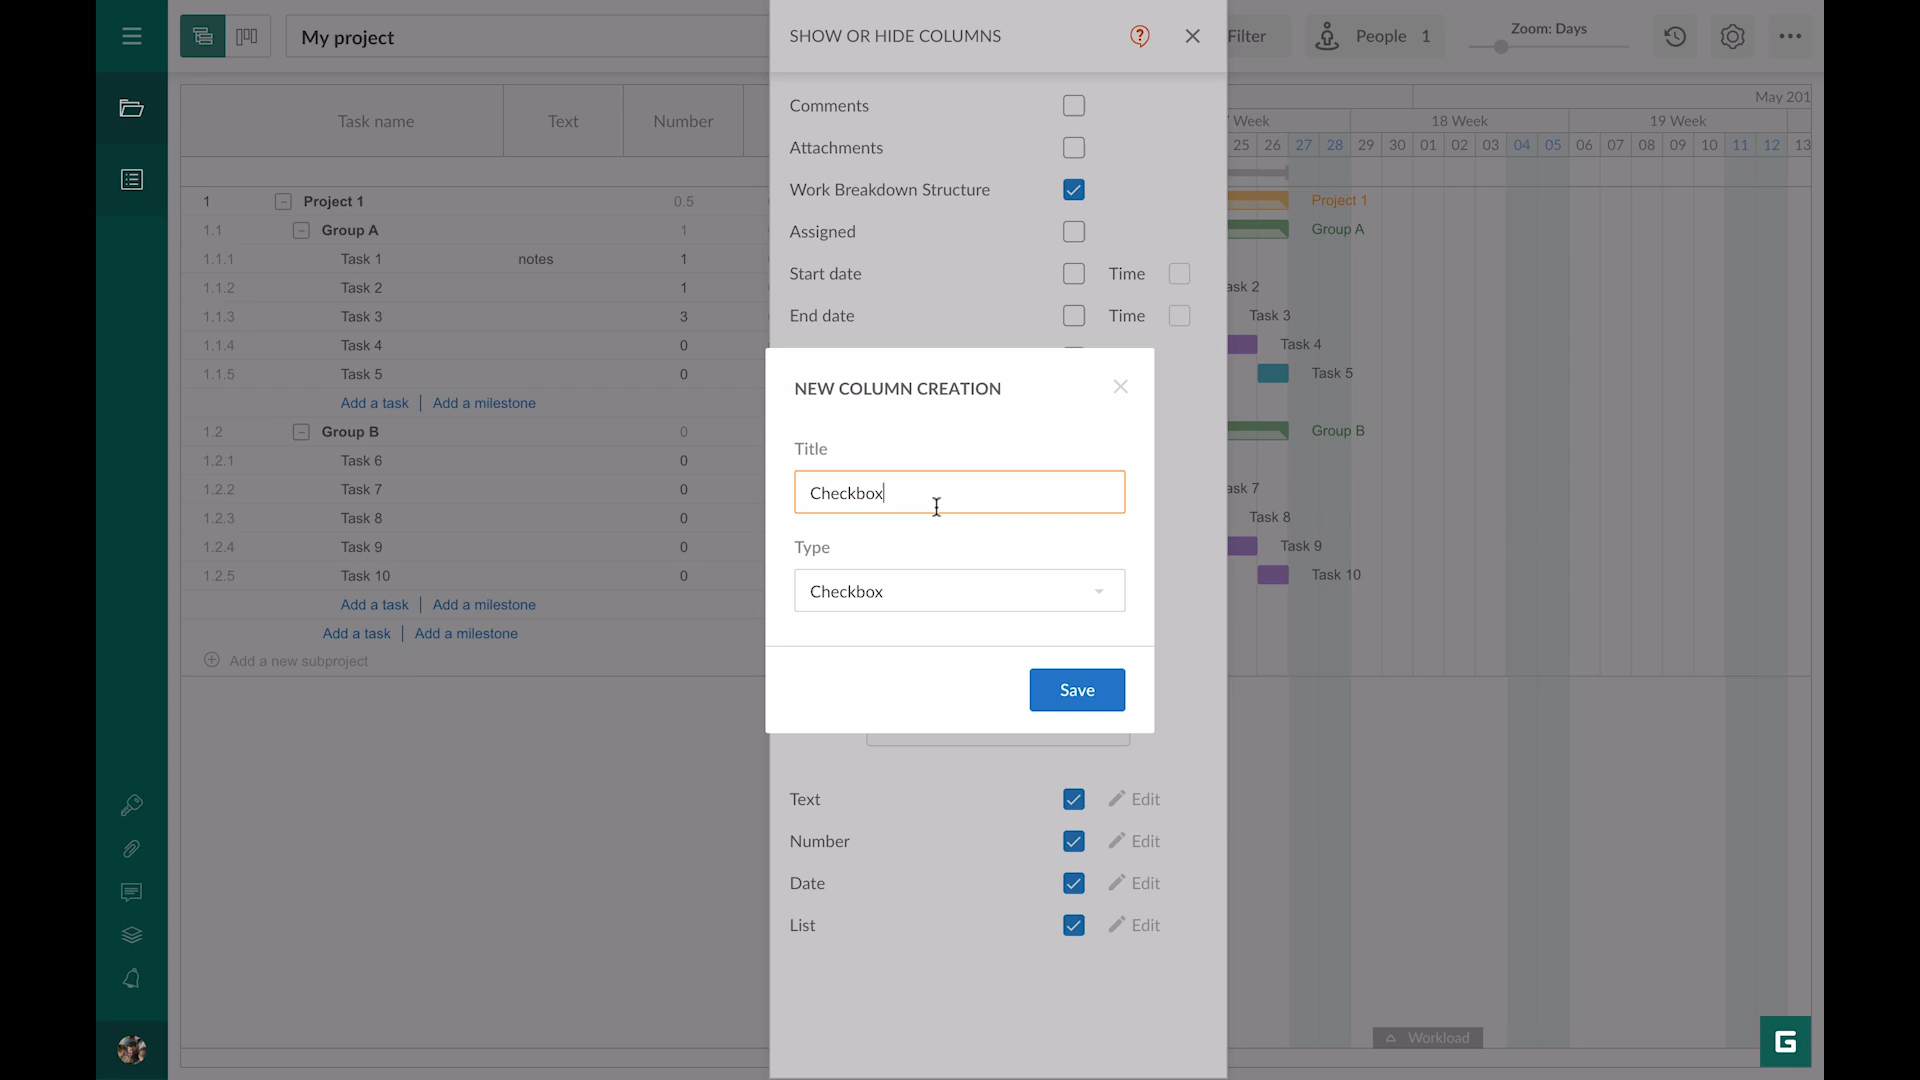 My project
SHOW OR HIDE COLUMNS
Filter
People 1
Zoom: Days
Task name
Text
Number
Comments
Attachments
Work Breakdown Structure
Assigned
Start date
Time
End date
Time
May 201
Week
18 Week
19 Week
25 26 27 28 29 30 01 02 03 04 05 06 07 08 09 10 11 12 13
1 Project 1 0.5
1.1 Group A 1
1.1.1 Task 1 notes 1
1.1.2 Task 2 1
1.1.3 Task 3 3
1.1.4 Task 4 0
1.1.5 Task 5 0
Add a task | Add a milestone
1.2 Group B 0
1.2.1 Task 6 0
1.2.2 Task 7 0
1.2.3 Task 8 0
1.2.4 Task 9 0
1.2.5 Task 10 0
Add a task | Add a milestone
Add a task | Add a milestone
Add a new subproject
NEW COLUMN CREATION
Title
Checkbox
Type
Checkbox
Save
Text Edit
Number Edit
Date Edit
List Edit
Project 1
Group A
ask 2
Task 3
Task 4
Task 5
Group B
ask 7
Task 8
Task 9
Task 10
Workload
G